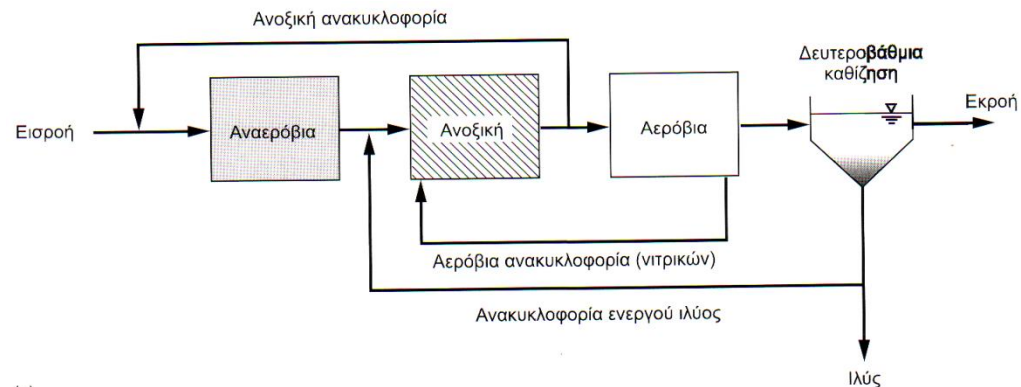 Ανοξική ανακυκλοφορία
Δευτεροβάθμια
καθίζηση
Εισροή
Αναερόβια
Ανοξική
Αερόβια
Εκροή
Αερόβια ανακυκλοφορία (νιτρικών)
Ανακυκλοφορία ενεργού ιλύος
Ιλύς